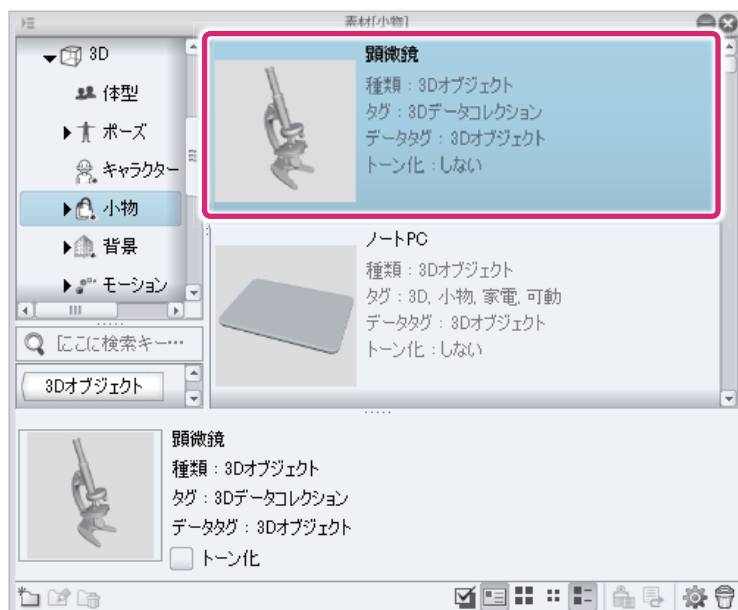 素材[小物]
3D
体型
ポーズ
キャラクター
小物
背景
モーション
[ここに検索キー…
3Dオブジェクト
顕微鏡
種類：3Dオブジェクト
タグ：3Dデータコレクション
データタグ：3Dオブジェクト
トーン化：しない
ノートPC
種類：3Dオブジェクト
タグ：3D, 小物, 家電, 可動
データタグ：3Dオブジェクト
トーン化：しない
顕微鏡
種類：3Dオブジェクト
タグ：3Dデータコレクション
データタグ：3Dオブジェクト
トーン化